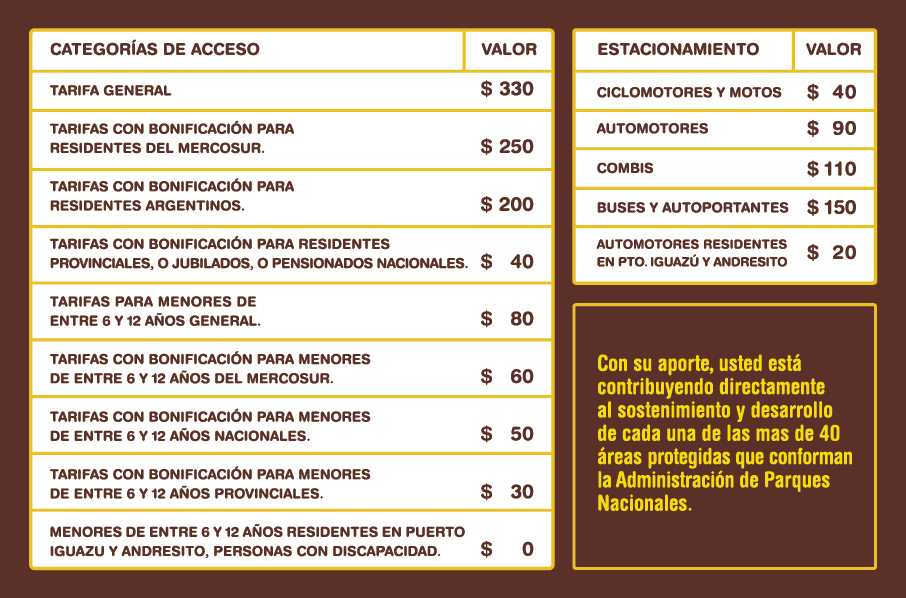 CATEGORÍAS DE ACCESO VALOR
TARIFA GENERAL $ 330
TARIFAS CON BONIFICACIÓN PARA
RESIDENTES DEL MERCOSUR. $ 250
TARIFAS CON BONIFICACIÓN PARA
RESIDENTES ARGENTINOS. $ 200
TARIFAS CON BONIFICACIÓN PARA RESIDENTES
PROVINCIALES, O JUBILADOS, O PENSIONADOS NACIONALES. $ 40
TARIFAS PARA MENORES DE
ENTRE 6 Y 12 AÑOS GENERAL. $ 80
TARIFAS CON BONIFICACIÓN PARA MENORES
DE ENTRE 6 Y 12 AÑOS DEL MERCOSUR. $ 60
TARIFAS CON BONIFICACIÓN PARA MENORES
DE ENTRE 6 Y 12 AÑOS NACIONALES. $ 50
TARIFAS CON BONIFICACIÓN PARA MENORES
DE ENTRE 6 Y 12 AÑOS PROVINCIALES. $ 30
MENORES DE ENTRE 6 Y 12 AÑOS RESIDENTES EN PUERTO
IGUAZU Y ANDRESITO, PERSONAS CON DISCAPACIDAD. $ 0
ESTACIONAMIENTO VALOR
CICLOMOTORES Y MOTOS $ 40
AUTOMOTORES $ 90
COMBIS $ 110
BUSES Y AUTOPORTANTES $ 150
AUTOMOTORES RESIDENTES
EN PTO. IGUAZÚ Y ANDRESITO $ 20
Con su aporte, usted está
contribuyendo directamente
al sostenimiento y desarrollo
de cada una de las mas de 40
áreas protegidas que conforman
la Administración de Parques
Nacionales.